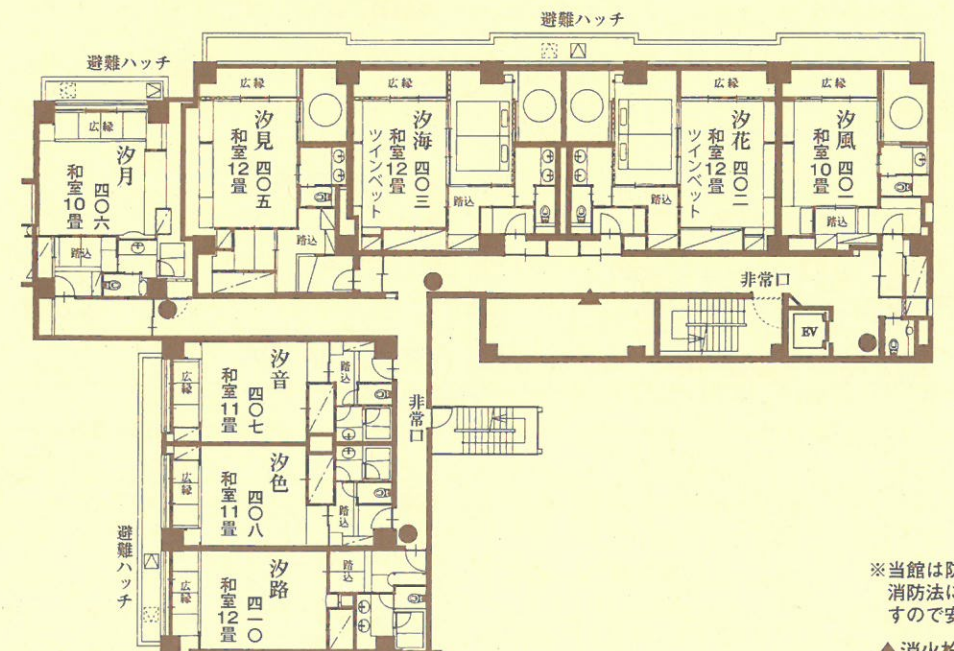 避難ハッチ
避難ハッチ
広縁
汐月
四〇六
和室10畳
踏込
広縁
汐見
四〇五
和室12畳
踏込
広縁
汐海
四〇三
和室12畳
ツインベット
踏込
広縁
汐花
四〇二
和室12畳
ツインベット
踏込
広縁
汐風
四〇一
和室10畳
踏込
非常口
EV
汐音
四〇七
和室11畳
広縁
踏込
非常口
汐色
四〇八
和室11畳
広縁
踏込
汐路
四一〇
和室12畳
広縁
踏込
避難ハッチ
※当館は防
消防法に
すので安
▲消火栓